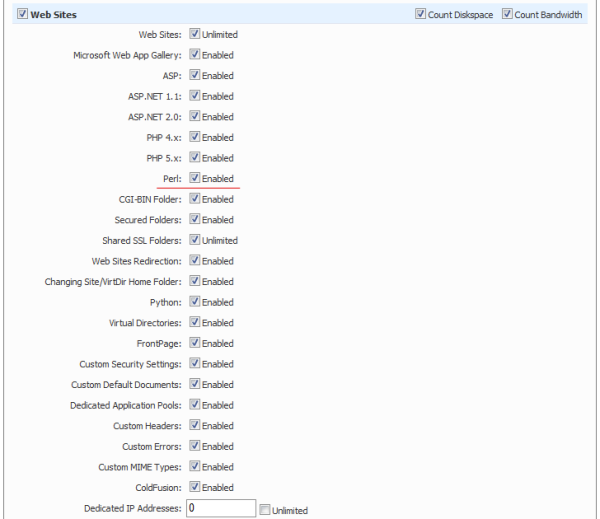 Web Sites Count Diskspace Count Bandwidth
Web Sites: Unlimited
Microsoft Web App Gallery: Enabled
ASP: Enabled
ASP.NET 1.1: Enabled
ASP.NET 2.0: Enabled
PHP 4.x: Enabled
PHP 5.x: Enabled
Perl: Enabled
CGI-BIN Folder: Enabled
Secured Folders: Enabled
Shared SSL Folders: Unlimited
Web Sites Redirection: Enabled
Changing Site/VirtDir Home Folder: Enabled
Python: Enabled
Virtual Directories: Enabled
FrontPage: Enabled
Custom Security Settings: Enabled
Custom Default Documents: Enabled
Dedicated Application Pools: Enabled
Custom Headers: Enabled
Custom Errors: Enabled
Custom MIME Types: Enabled
ColdFusion: Enabled
Dedicated IP Addresses: 0 Unlimited